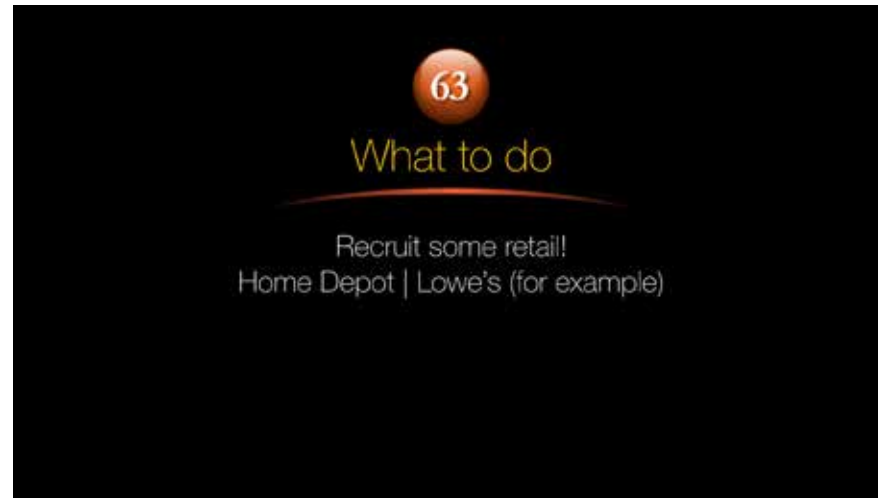 63
What to do
Recruit some retail!
Home Depot | Lowe's (for example)